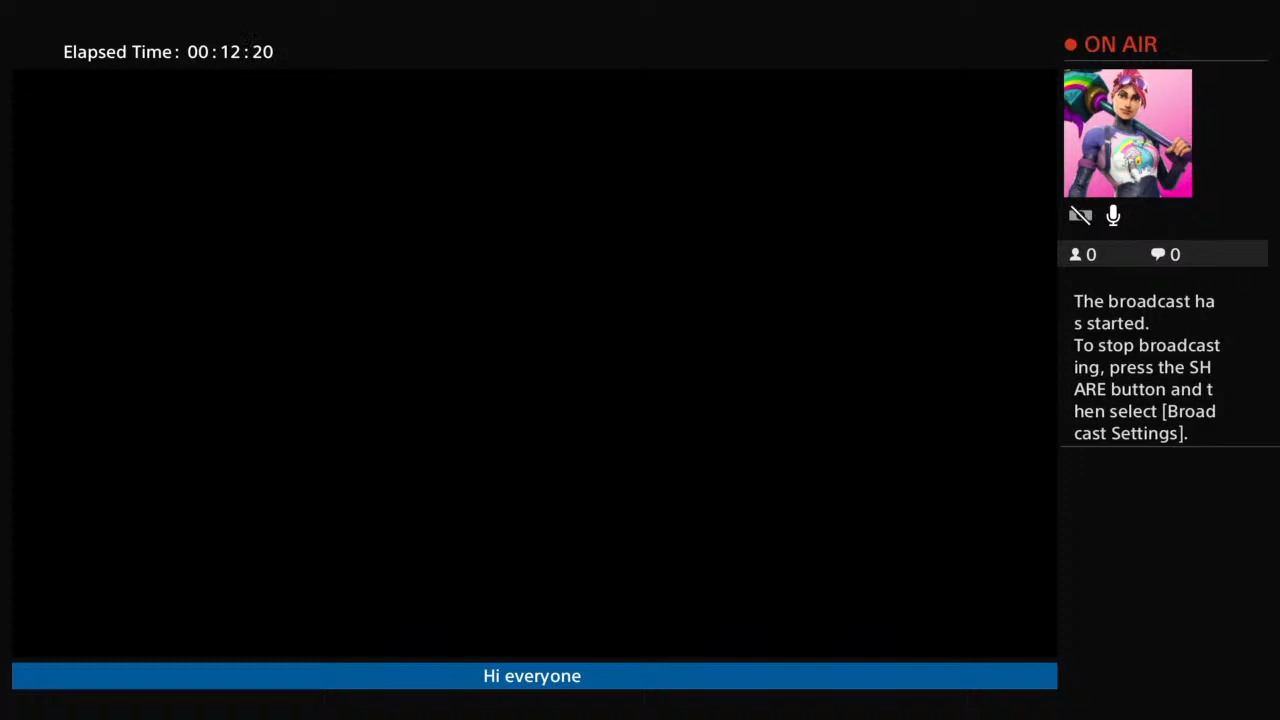 Elapsed Time: 00:12:20
ON AIR
0 0
The broadcast ha
s started.
To stop broadcast
ing, press the SH
ARE button and t
hen select [Broad
cast Settings].
Hi everyone